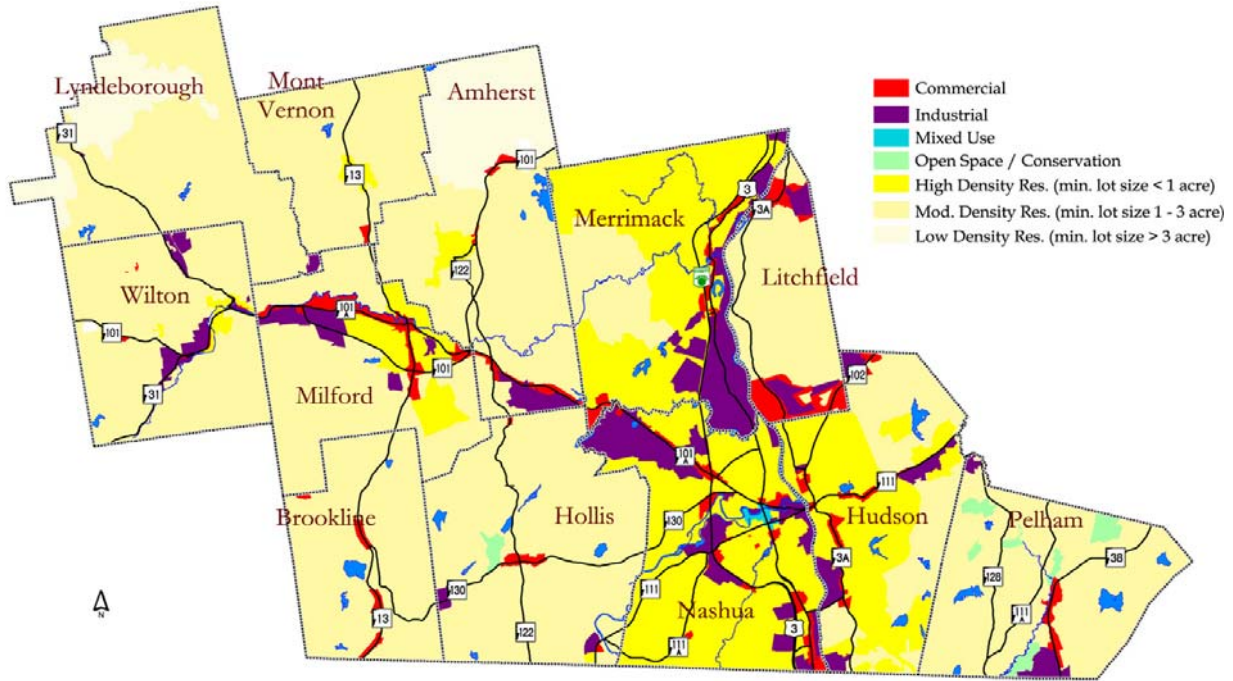 Lyndeborough
Mont
Vernon
Amherst
Commercial
Industrial
Mixed Use
Open Space / Conservation
High Density Res. (min. lot size < 1 acre)
Mod. Density Res. (min. lot size 1 - 3 acre)
Low Density Res. (min. lot size > 3 acre)
31
101
13
3
3A
Merrimack
122
Litchfield
Wilton
101
A
101
101
102
31
Milford
101
A
111
Brookline
Hollis
130
Hudson
Pelham
3A
38
128
130
111
111
A
Nashua
13
122
111
A
3
N